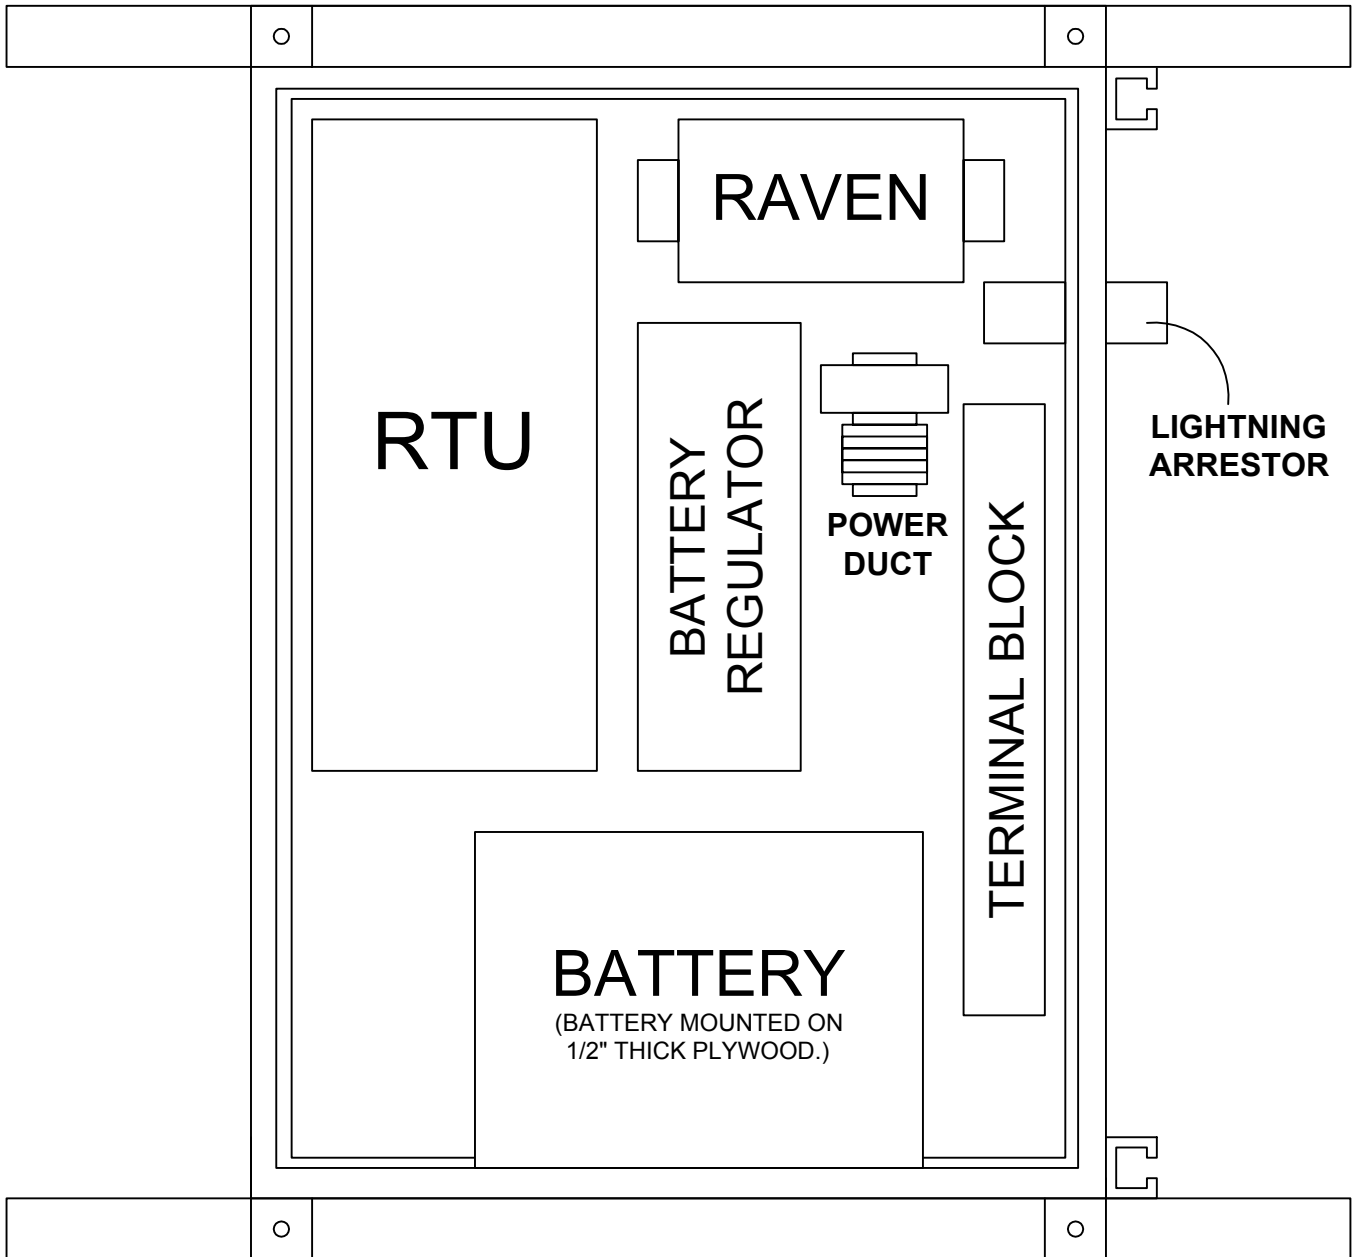 RAVEN
RTU
BATTERY
REGULATOR
POWER
DUCT
LIGHTNING
ARRESTOR
TERMINAL BLOCK
BATTERY
(BATTERY MOUNTED ON
1/2" THICK PLYWOOD.)